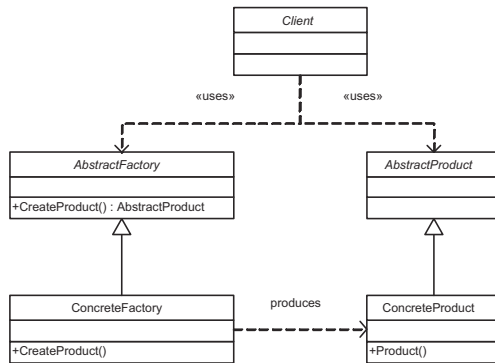 Client
«uses» «uses»
AbstractFactory
+CreateProduct() : AbstractProduct
AbstractProduct
ConcreteFactory
+CreateProduct()
produces
ConcreteProduct
+Product()